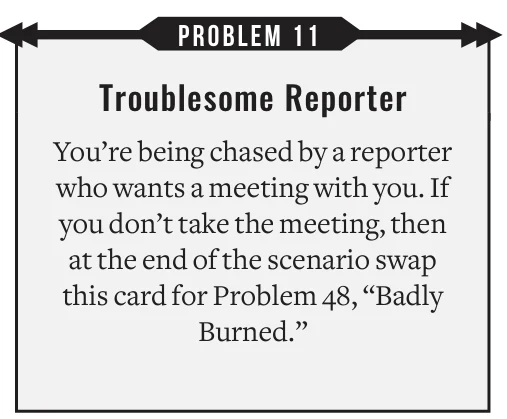 PROBLEM 11
Troublesome Reporter
You’re being chased by a reporter
who wants a meeting with you. If
you don’t take the meeting, then
at the end of the scenario swap
this card for Problem 48, “Badly
Burned.”